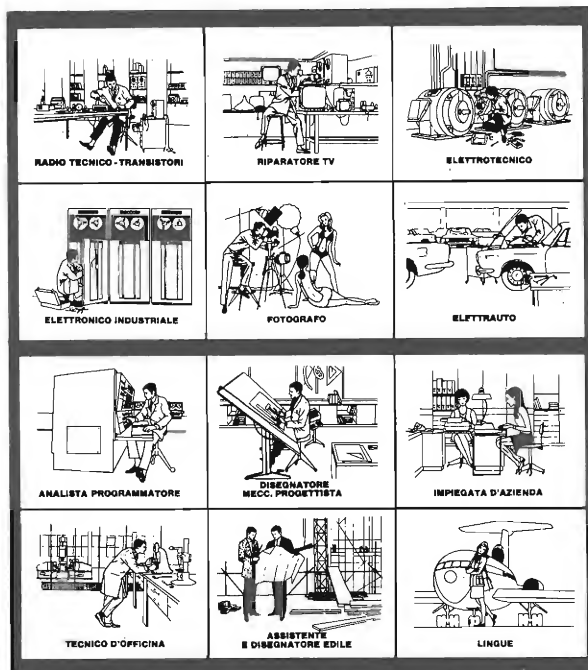 RADIO TECNICO - TRANSISTORI
RIPARATORE TV
ELETTROTECNICO
ELETTRONICO INDUSTRIALE
FOTOGRAFO
ELETTRAUTO
ANALISTA PROGRAMMATORE
DISEGNATORE
MECC. PROGETTISTA
IMPIEGATA D'AZIENDA
TECNICO D'OFFICINA
ASSISTENTE
E DISEGNATORE EDILE
LINGUE